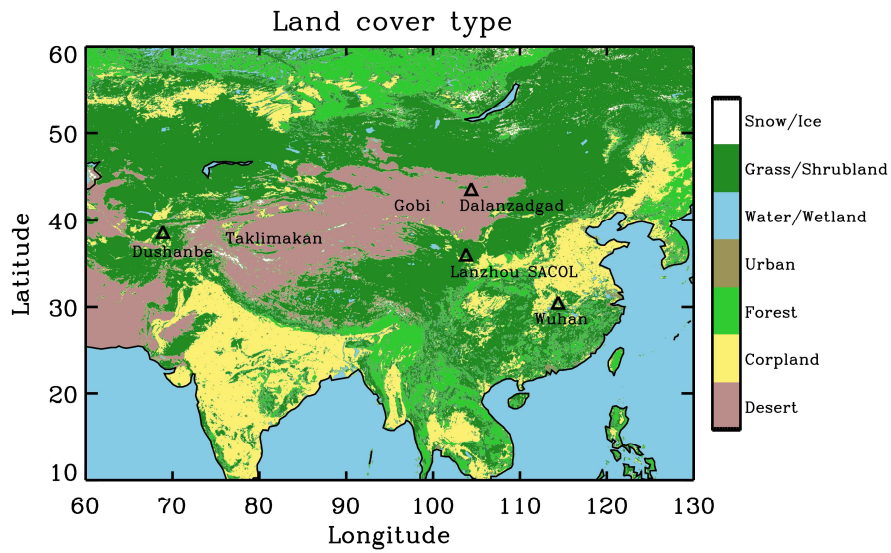 Land cover type
60
50
40
30
20
10
60 70 80 90 100 110 120 130
Latitude
Longitude
Gobi
Dalanzadgad
Taklimakan
Dushanbe
Lanzhou SACOL
Wuhan
Snow/Ice
Grass/Shrubland
Water/Wetland
Urban
Forest
Corpland
Desert